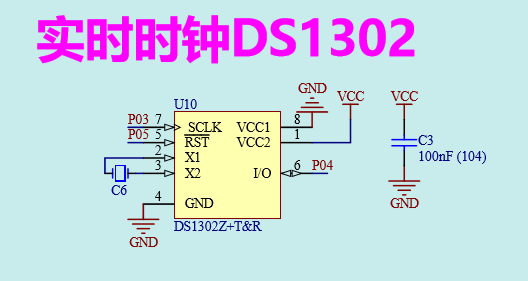 实时时钟DS1302
GND
VCC
VCC
U10
P03 7 SCLK VCC1 8
P05 5 RST VCC2 1
2 X1
3 X2 I/O 6 P04
C6
4 GND
GND
DS1302Z+T&R
C3
100nF (104)
GND